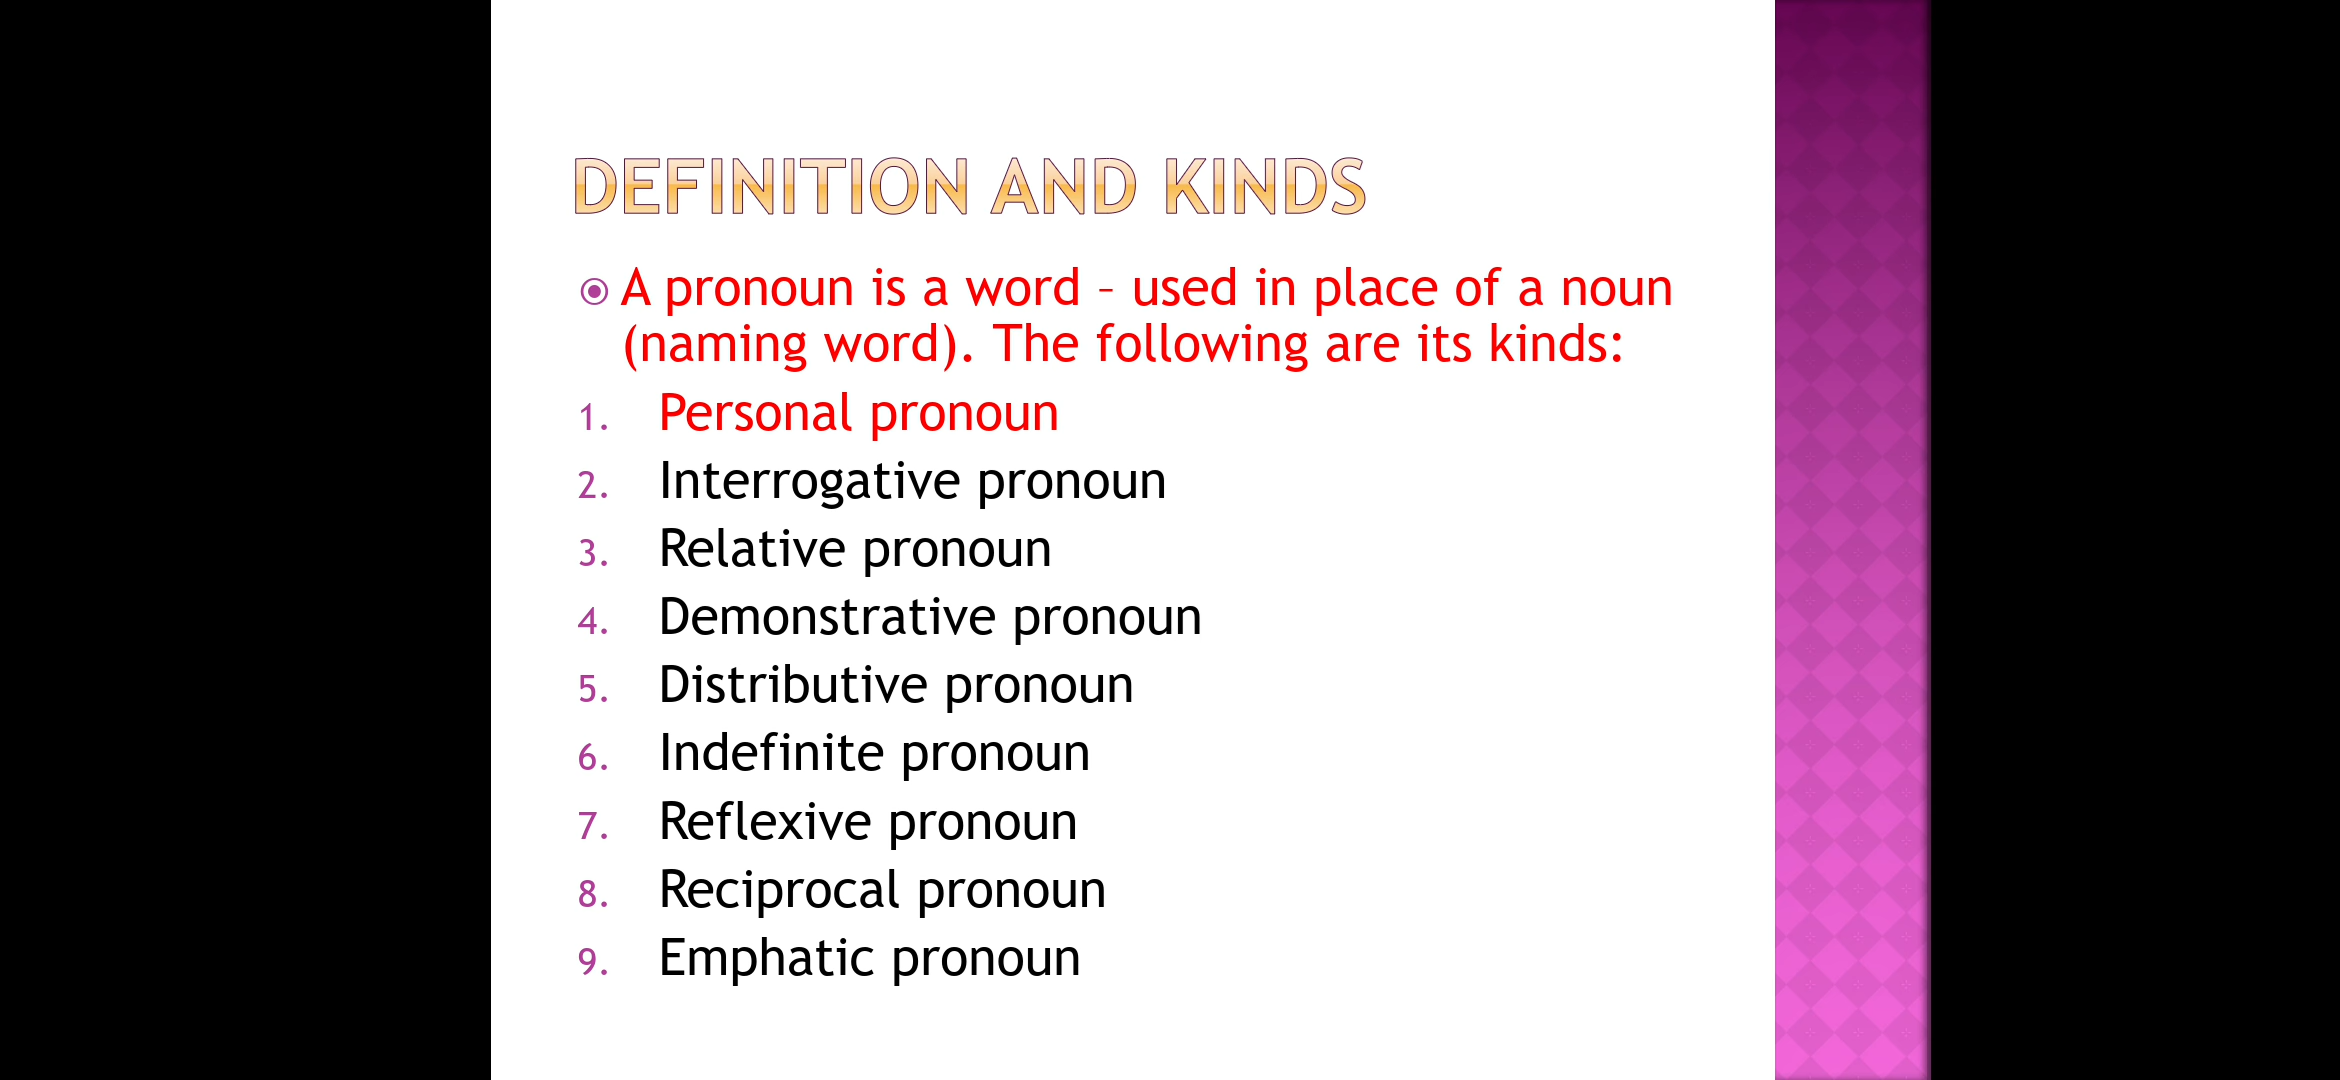 DEFINITION AND KINDS
A pronoun is a word – used in place of a noun
(naming word). The following are its kinds:
1. Personal pronoun
2. Interrogative pronoun
3. Relative pronoun
4. Demonstrative pronoun
5. Distributive pronoun
6. Indefinite pronoun
7. Reflexive pronoun
8. Reciprocal pronoun
9. Emphatic pronoun